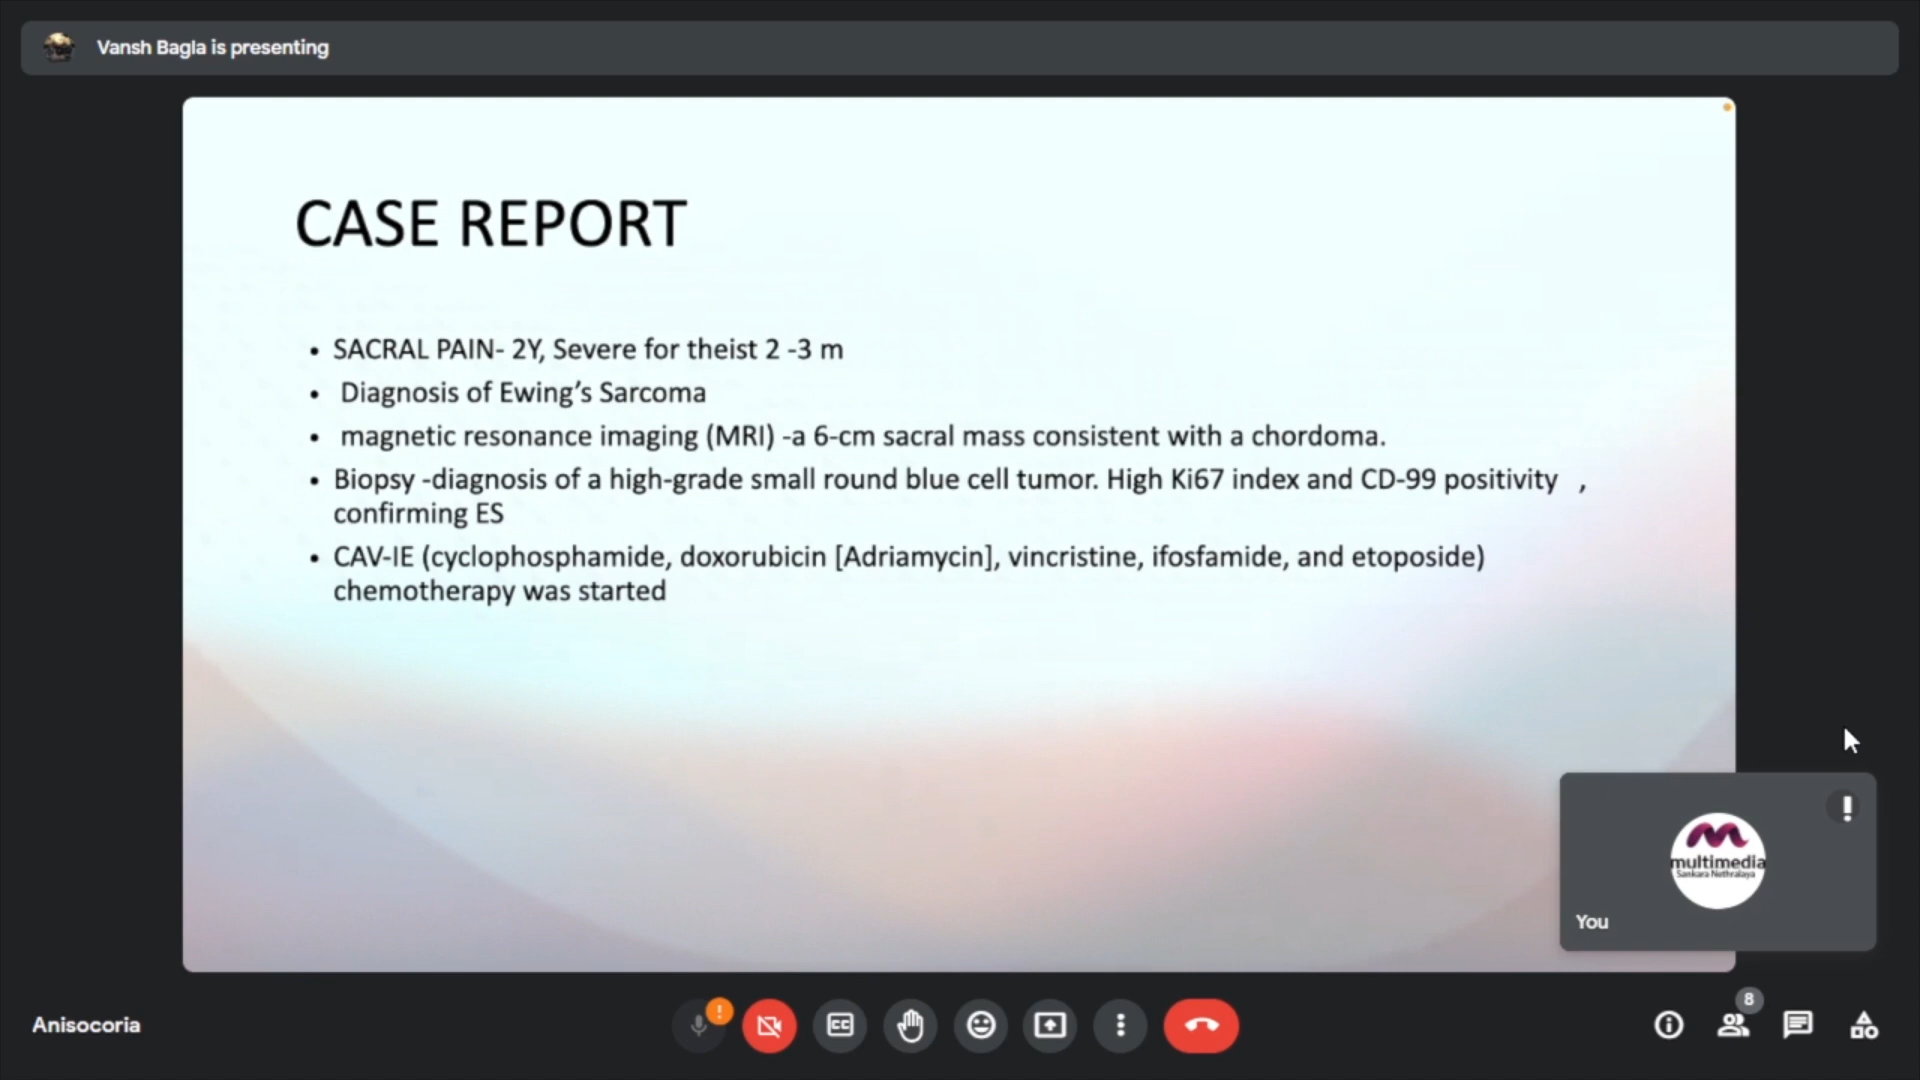 Vansh Bagla is presenting
CASE REPORT
• SACRAL PAIN- 2Y, Severe for theist 2 -3 m
• Diagnosis of Ewing’s Sarcoma
• magnetic resonance imaging (MRI) -a 6-cm sacral mass consistent with a chordoma.
• Biopsy -diagnosis of a high-grade small round blue cell tumor. High Ki67 index and CD-99 positivity ,
confirming ES
• CAV-IE (cyclophosphamide, doxorubicin [Adriamycin], vincristine, ifosfamide, and etoposide)
chemotherapy was started
multimedia
Sankara Nethralaya
You
Anisocoria
CC
8